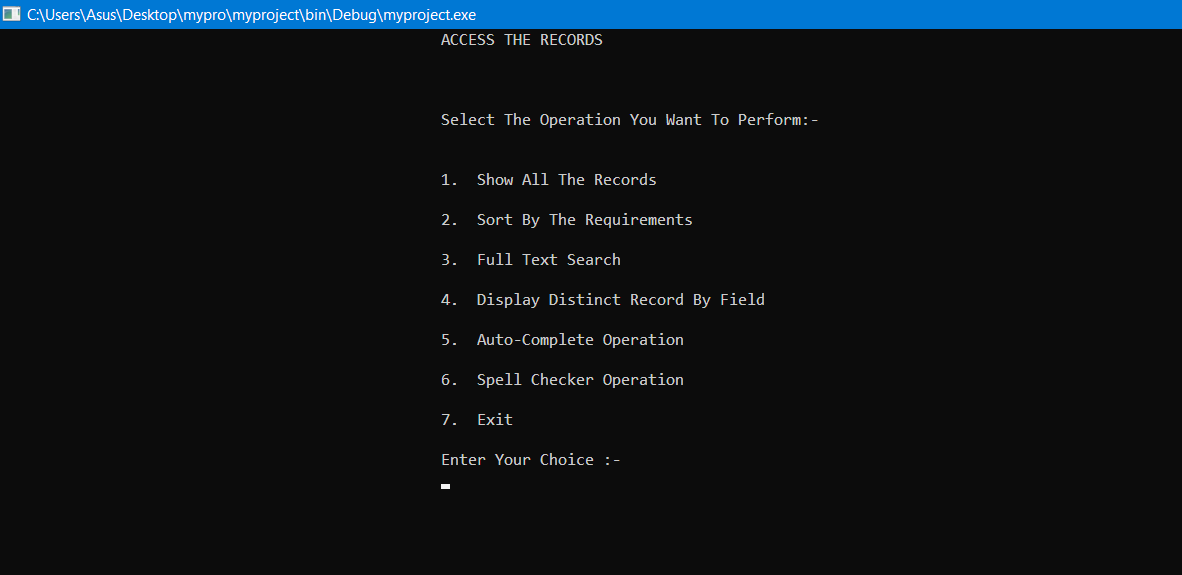 C:\Users\Asus\Desktop\mypro\myproject\bin\Debug\myproject.exe
ACCESS THE RECORDS
Select The Operation You Want To Perform:-
1.  Show All The Records
2.  Sort By The Requirements
3.  Full Text Search
4.  Display Distinct Record By Field
5.  Auto-Complete Operation
6.  Spell Checker Operation
7.  Exit
Enter Your Choice :-